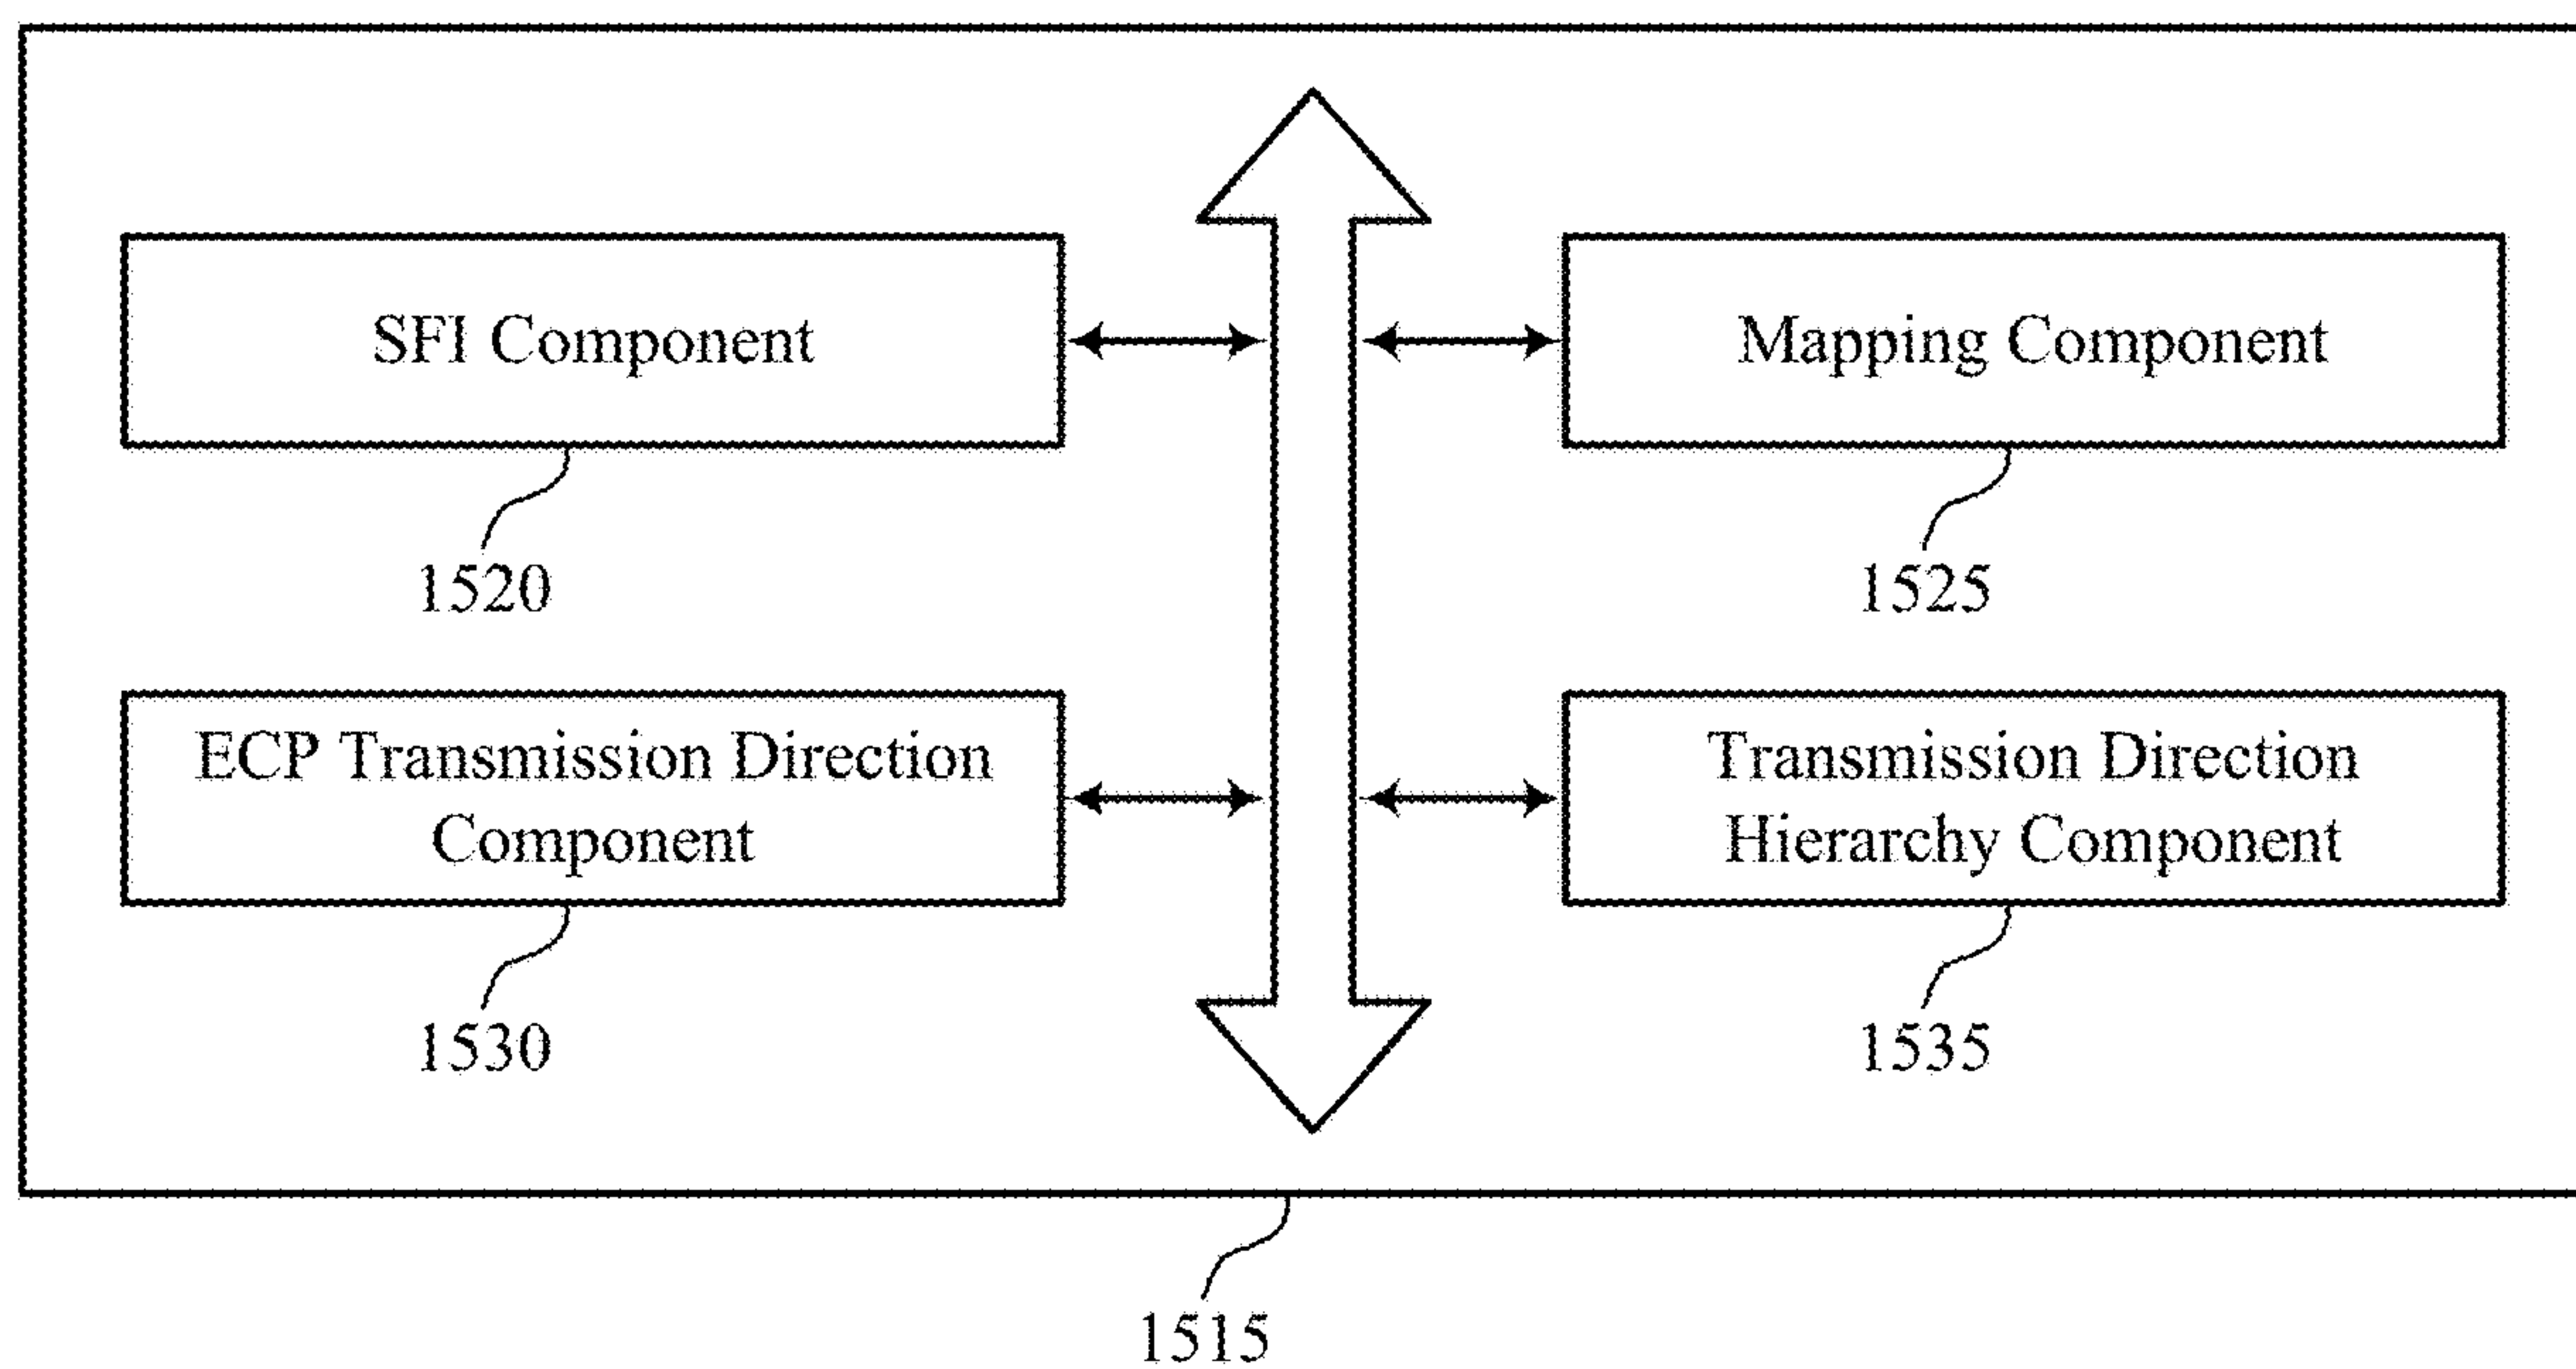 SFI Component
Mapping Component
1520
1525
ECP Transmission Direction
Component
Transmission Direction
Hierarchy Component
1530
1535
1515